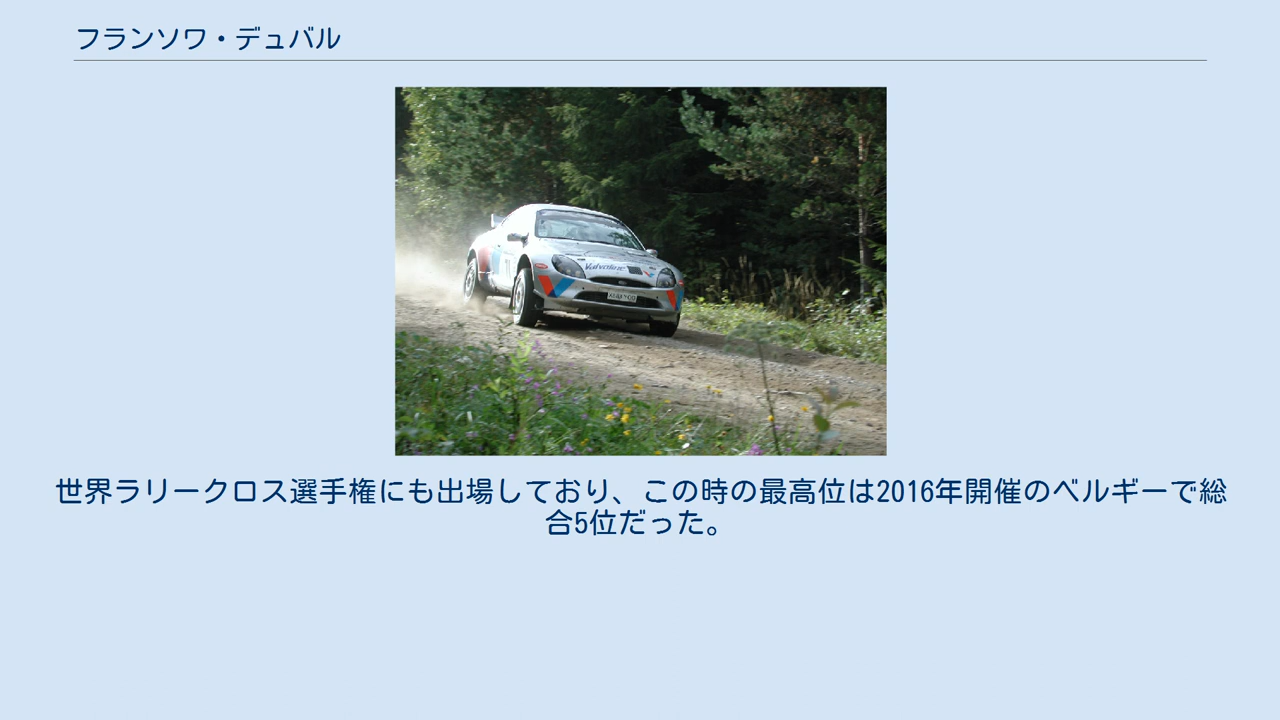 フランソワ・デュバル
Valvoline
世界ラリークロス選手権にも出場しており、この時の最高位は2016年開催のベルギーで総
合5位だった。